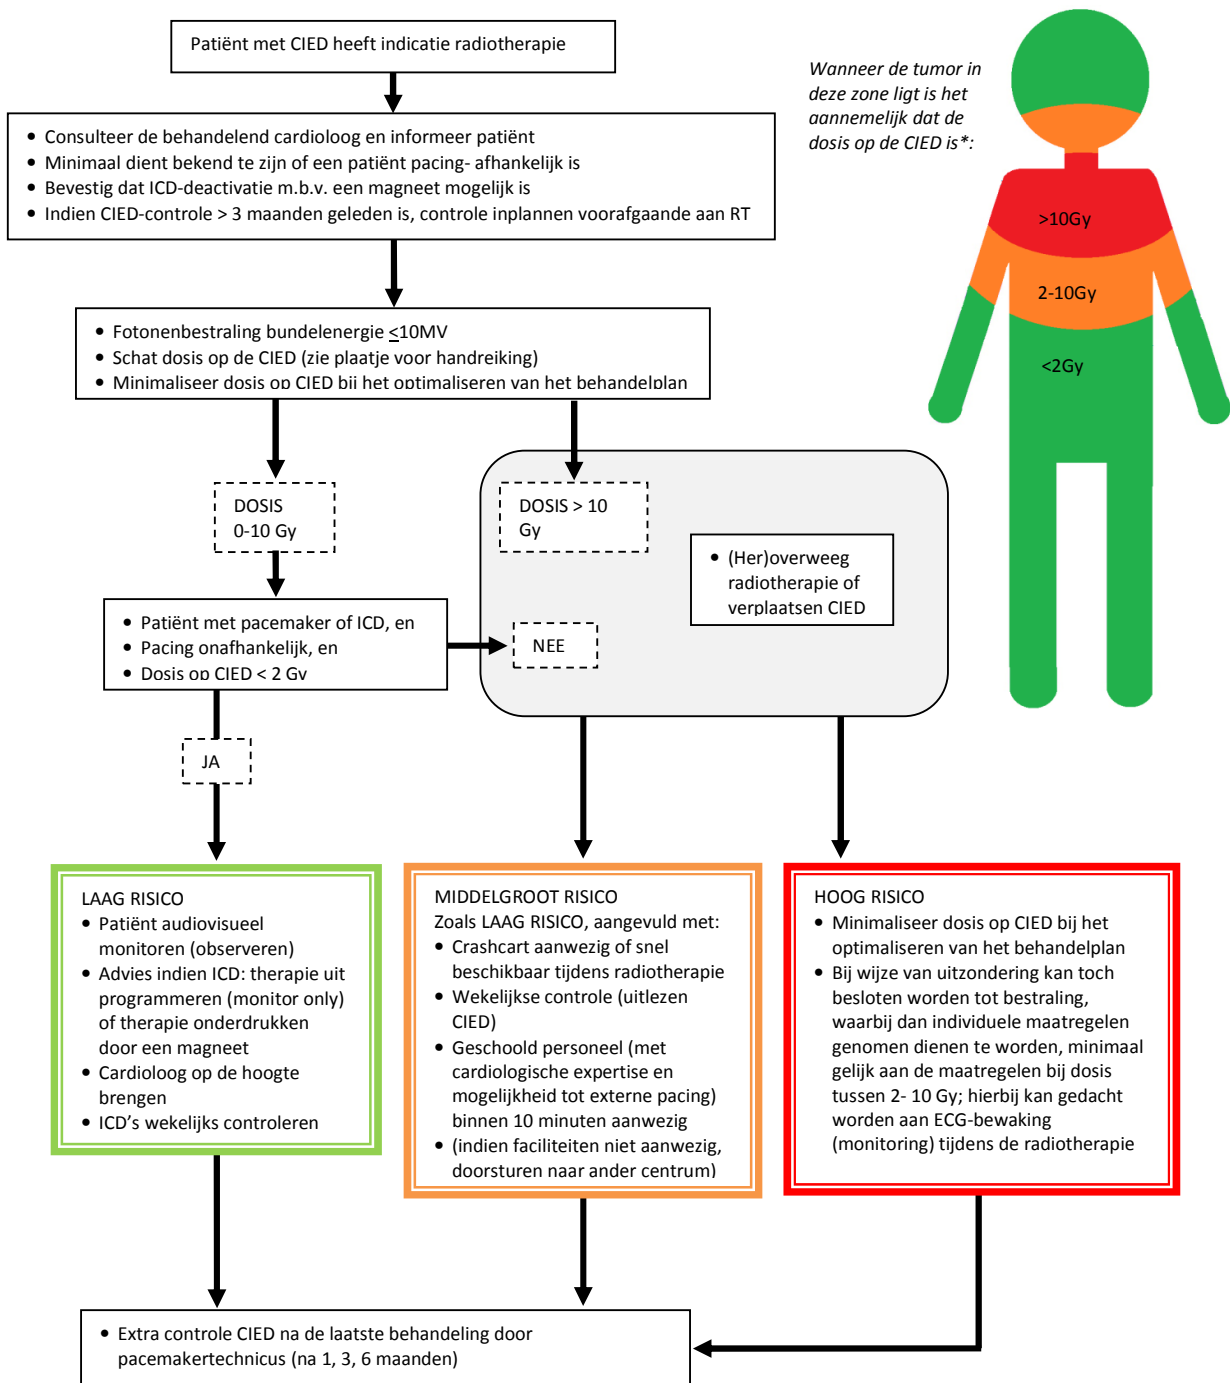 Patiënt met CIED heeft indicatie radiotherapie
Wanneer de tumor in
deze zone ligt is het
aannemelijk dat de
dosis op de CIED is*:
>10Gy
2-10Gy
<2Gy
• Consulteer de behandelend cardioloog en informeer patiënt
• Minimaal dient bekend te zijn of een patiënt pacing- afhankelijk is
• Bevestig dat ICD-deactivatie m.b.v. een magneet mogelijk is
• Indien CIED-controle > 3 maanden geleden is, controle inplannen voorafgaande aan RT
• Fotonenbestraling bundelenergie <10MV
• Schat dosis op de CIED (zie plaatje voor handreiking)
• Minimaliseer dosis op CIED bij het optimaliseren van het behandelplan
DOSIS
0-10 Gy
DOSIS > 10
Gy
• (Her)overweeg
radiotherapie of
verplaatsen CIED
• Patiënt met pacemaker of ICD, en
• Pacing onafhankelijk, en
• Dosis op CIED < 2 Gy
NEE
JA
LAAG RISICO
• Patiënt audiovisueel
monitoren (observeren)
• Advies indien ICD: therapie uit
programmeren (monitor only)
of therapie onderdrukken
door een magneet
• Cardioloog op de hoogte
brengen
• ICD's wekelijks controleren
MIDDELGROOT RISICO
Zoals LAAG RISICO, aangevuld met:
• Crashcart aanwezig of snel
beschikbaar tijdens radiotherapie
• Wekelijkse controle (uitlezen
CIED)
• Geschoold personeel (met
cardiologische expertise en
mogelijkheid tot externe pacing)
binnen 10 minuten aanwezig
• (indien faciliteiten niet aanwezig,
doorsturen naar ander centrum)
HOOG RISICO
• Minimaliseer dosis op CIED bij het
optimaliseren van het behandelplan
• Bij wijze van uitzondering kan toch
besloten worden tot bestraling,
waarbij dan individuele maatregelen
genomen dienen te worden, minimaal
gelijk aan de maatregelen bij dosis
tussen 2- 10 Gy; hierbij kan gedacht
worden aan ECG-bewaking
(monitoring) tijdens de radiotherapie
• Extra controle CIED na de laatste behandeling door
pacemakertechnicus (na 1, 3, 6 maanden)